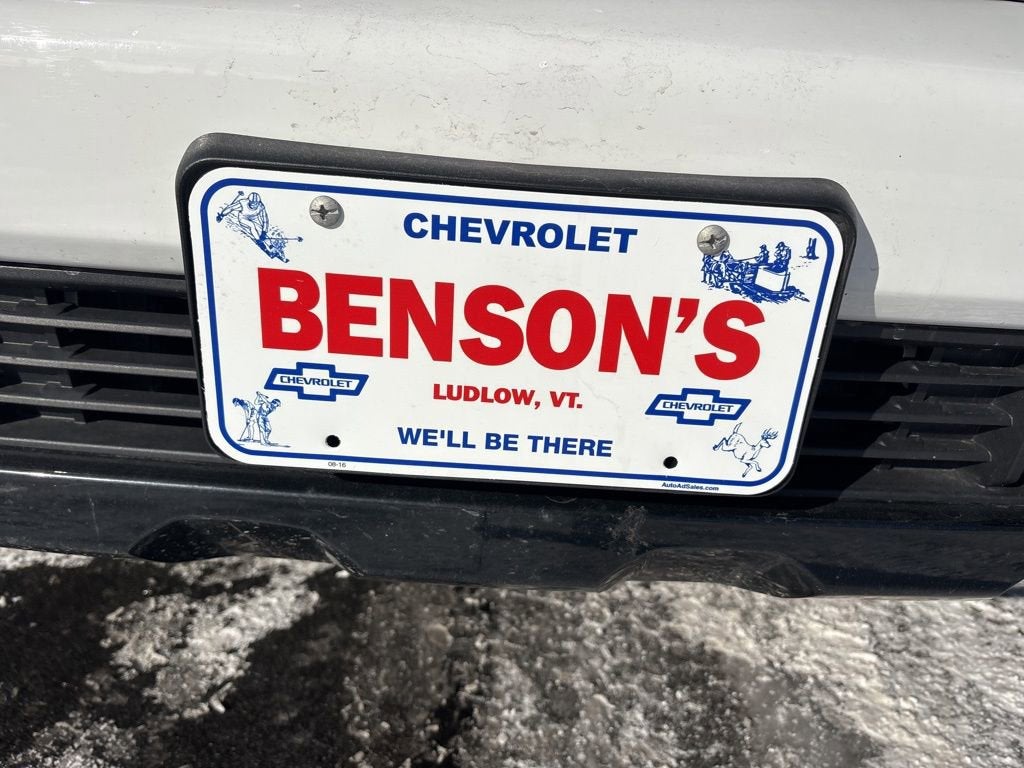 CHEVROLET
BENSON'S
CHEVROLET
LUDLOW, VT.
CHEVROLET
WE'LL BE THERE
08-16
AutoAdSales.com